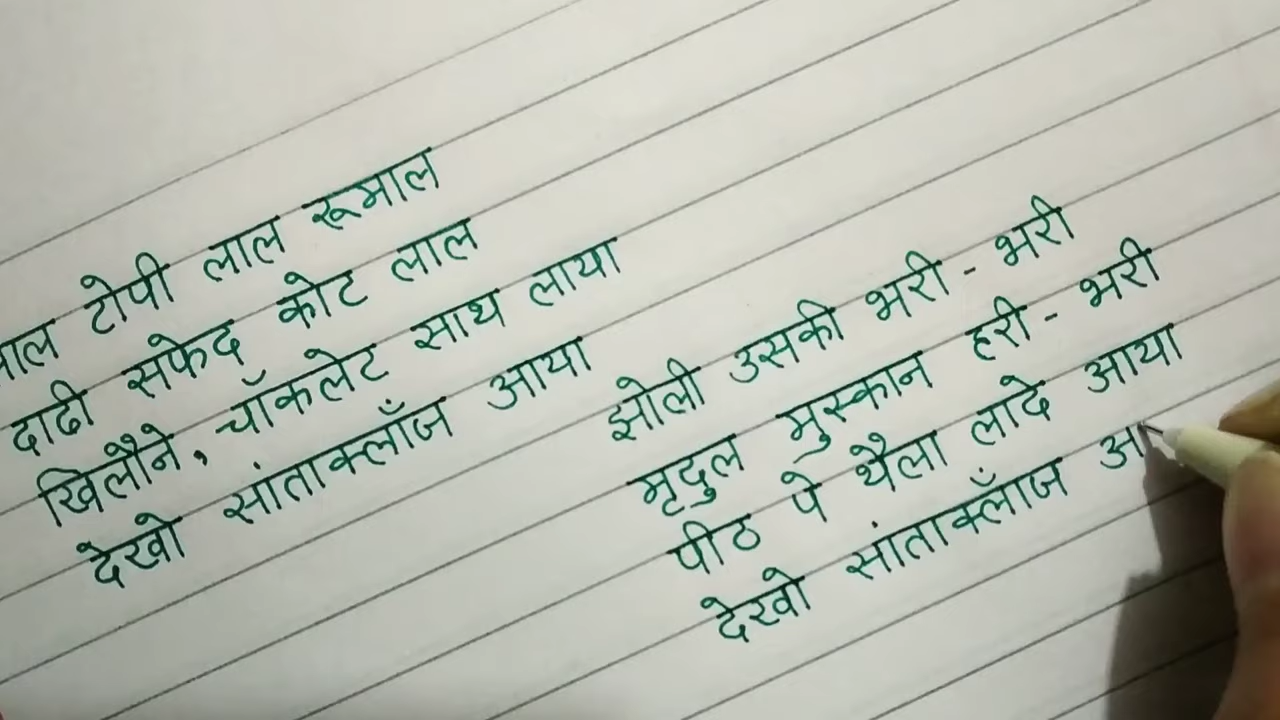 लाल टोपी लाल रूमाल
दाढी सफेद कोट लाल
खिलौने, चॉकलेट साथ लाया
देखो सांताक्लॉँज आया
झोली उसकी भरी - भरी
मृदुल मुस्कान हरी - भरी
पीठ पे थैला लादे आया
देखो सांताक्लॉँज अ